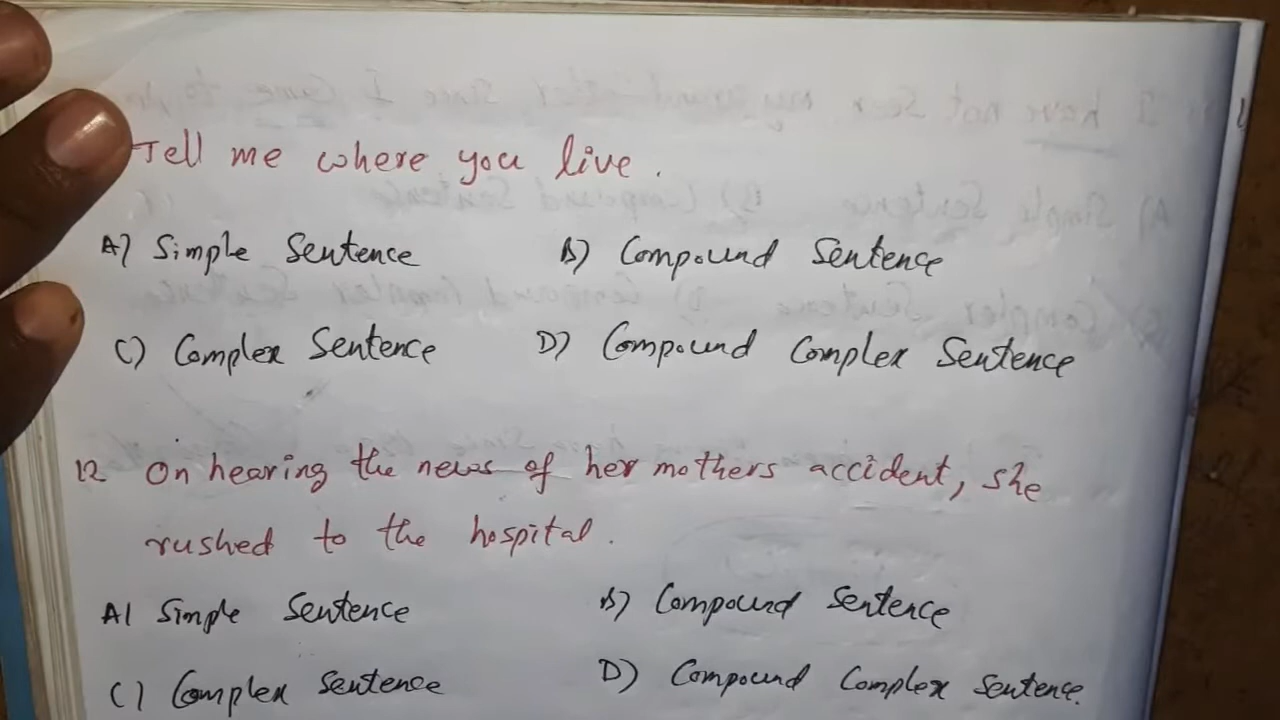 Tell me where you live.
A) Simple Sentence B) Compound Sentence
C) Complex Sentence D) Compound Complex Sentence
12 On hearing the news of her mothers accident, she
rushed to the hospital.
A) Simple Sentence B) Compound Sentence
C) Complex Sentence D) Compound Complex Sentence.